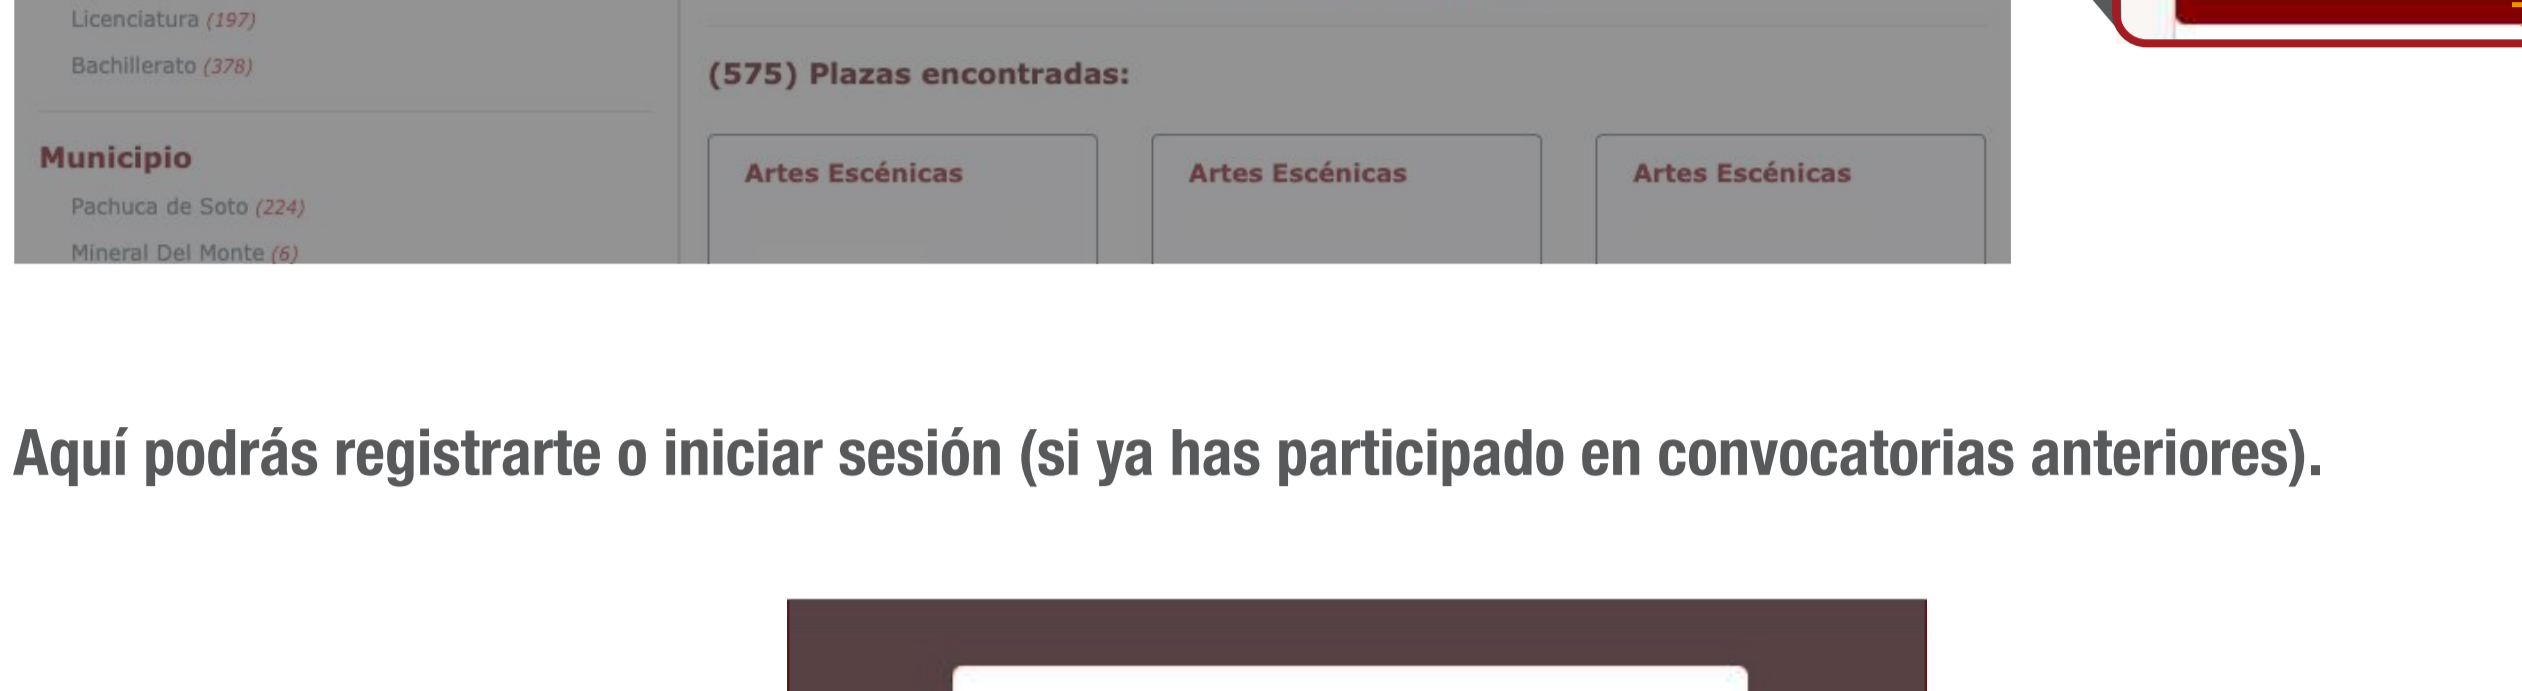 Licenciatura (197)
Bachillerato (378)
Municipio
Pachuca de Soto (224)
Mineral Del Monte (6)
(575) Plazas encontradas:
Artes Escénicas
Artes Escénicas
Artes Escénicas
Aquí podrás registrarte o iniciar sesión (si ya has participado en convocatorias anteriores).